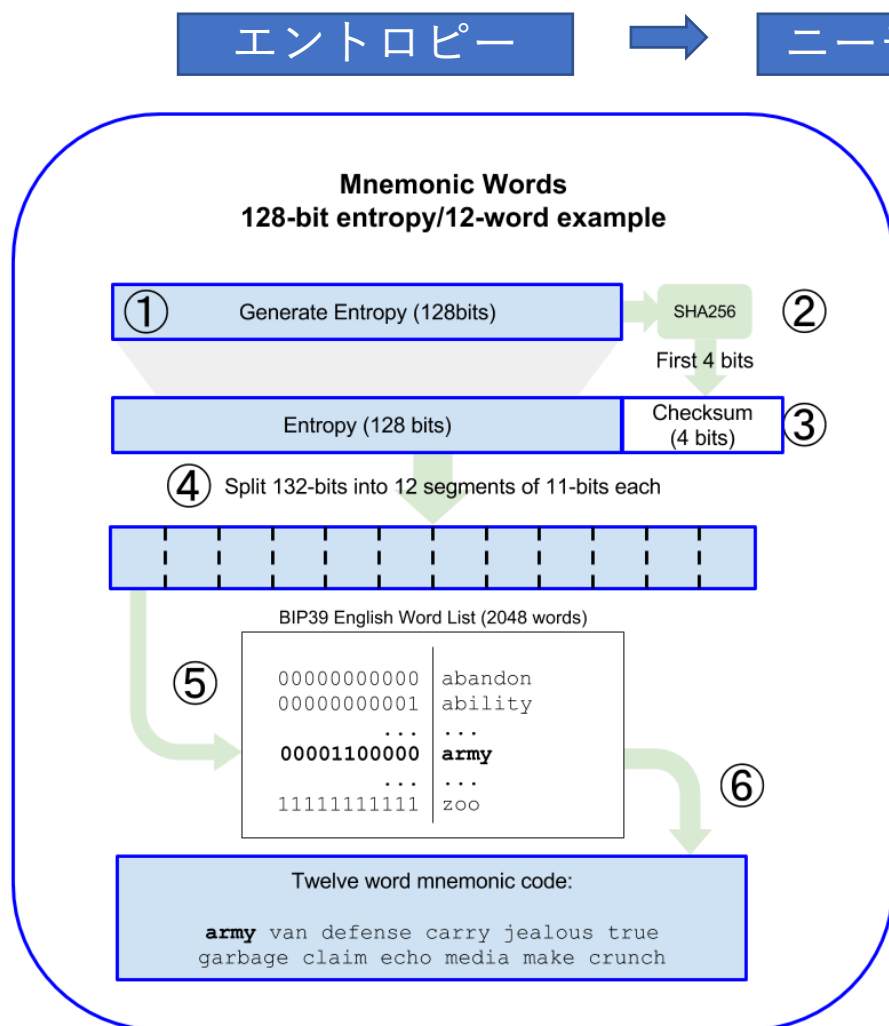 エントロピー
ニー
Mnemonic Words
128-bit entropy/12-word example
① Generate Entropy (128bits) SHA256 ②
First 4 bits
Entropy (128 bits) Checksum (4 bits) ③
④ Split 132-bits into 12 segments of 11-bits each
BIP39 English Word List (2048 words)
⑤
00000000000 abandon
00000000001 ability
... ...
00001100000 army
... ...
11111111111 zoo
⑥
Twelve word mnemonic code:
army van defense carry jealous true
garbage claim echo media make crunch